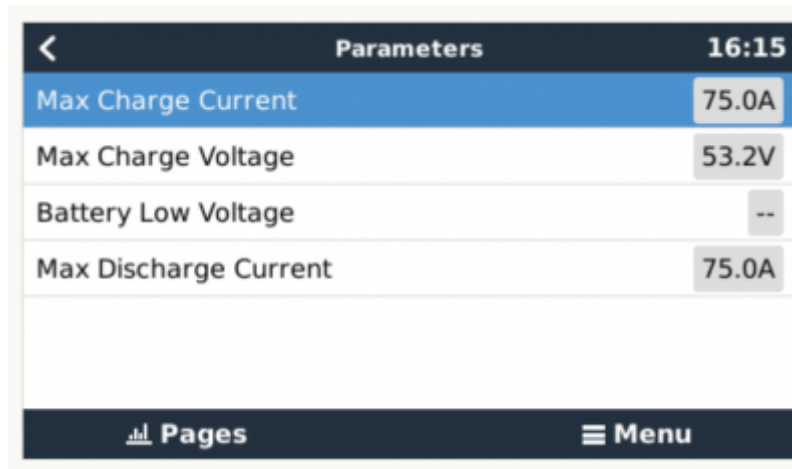 Parameters 16:15
Max Charge Current 75.0A
Max Charge Voltage 53.2V
Battery Low Voltage --
Max Discharge Current 75.0A
Pages Menu